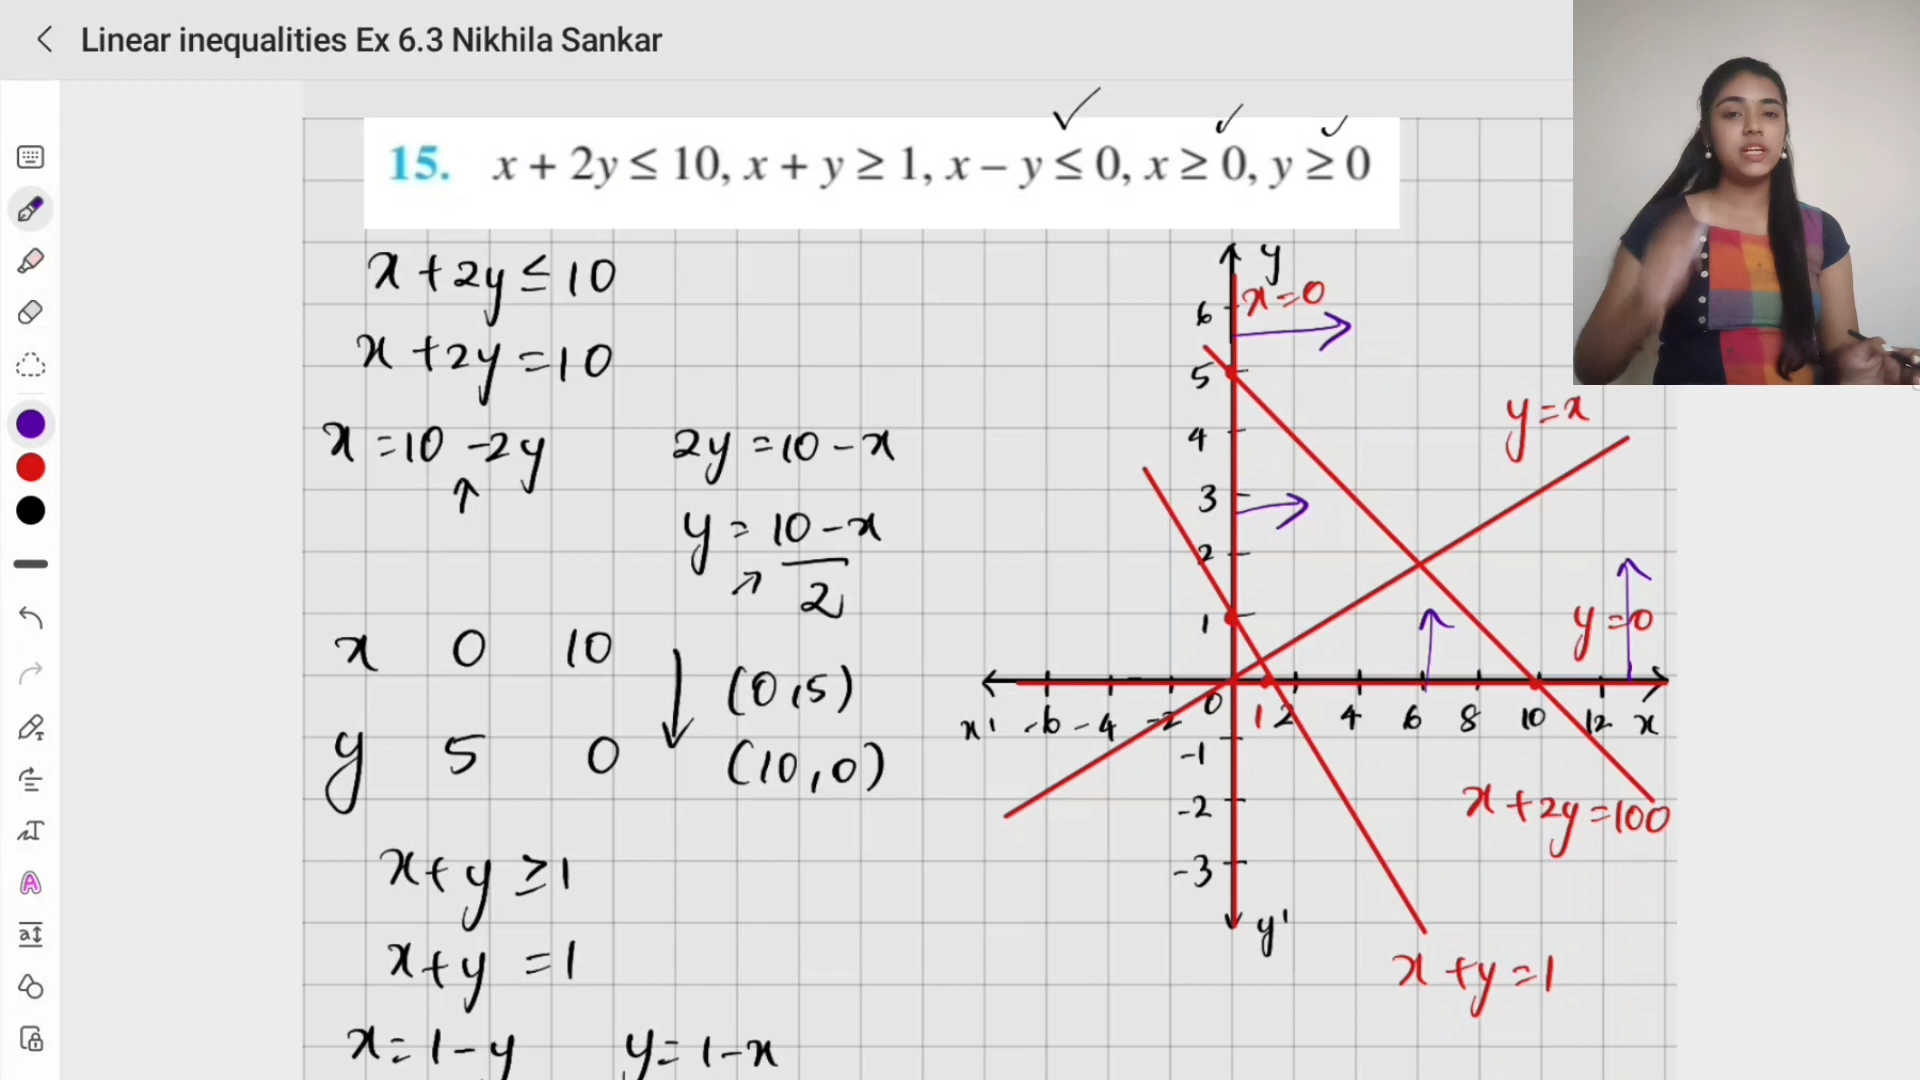 Linear inequalities Ex 6.3 Nikhila Sankar
15. x + 2y ≤ 10, x + y ≥ 1, x – y ≤ 0, x ≥ 0, y ≥ 0
x + 2y ≤ 10
x + 2y = 10
x = 10 - 2y
2y = 10 - x
y = 10 - x
2
x 0 10
y 5 0
(0,5)
(10,0)
x + y ≥ 1
x + y = 1
x = 1 - y
y = 1 - x
y
x = 0
6
5
4
3
2
1
y = x
y = 0
x' -6 -4 -2 0 1 2 4 6 8 10 12 x
-1
-2
-3
y'
x + 2y = 100
x + y = 1